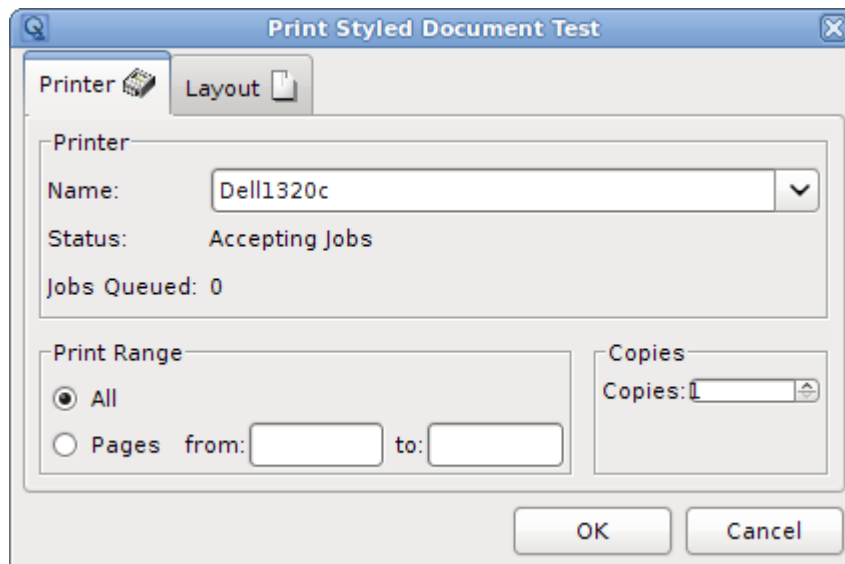 Print Styled Document Test
Printer Layout
Printer
Name: Dell1320c
Status: Accepting Jobs
Jobs Queued: 0
Print Range
All
Pages from: to:
Copies
Copies: 1
OK Cancel